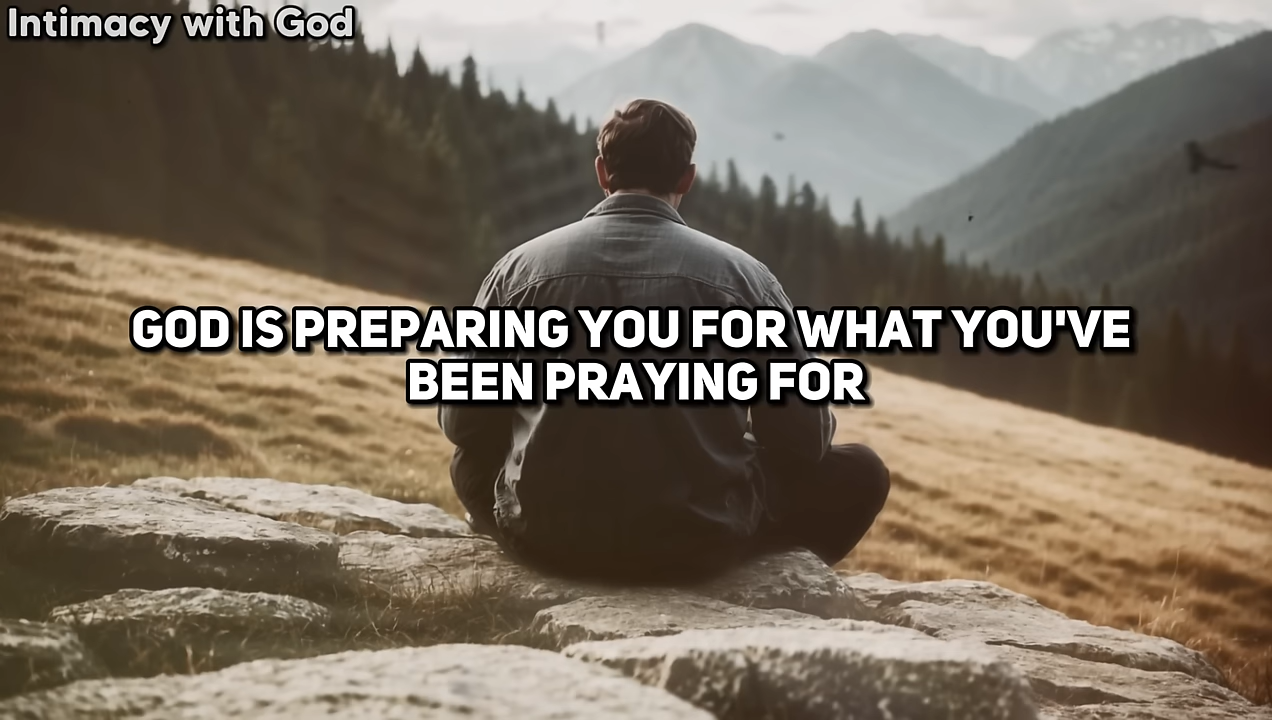 Intimacy with God
GOD IS PREPARING YOU FOR WHAT YOU'VE
BEEN PRAYING FOR